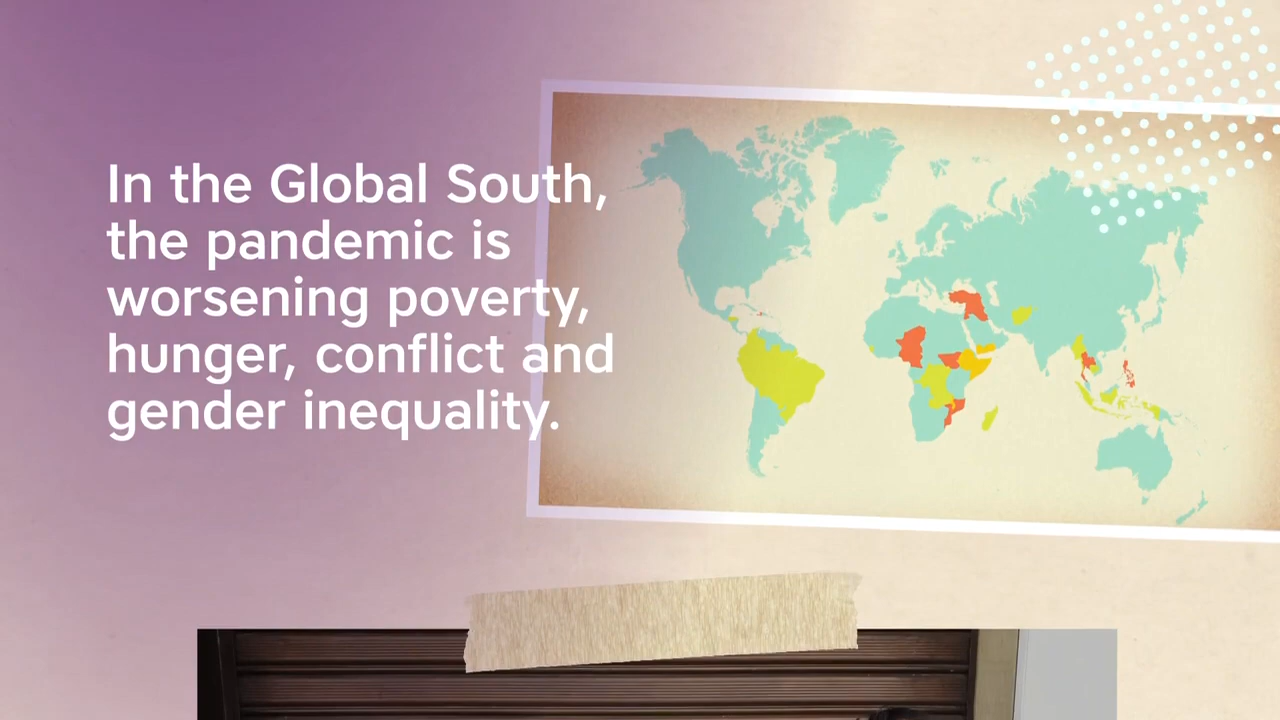 In the Global South,
the pandemic is
worsening poverty,
hunger, conflict and
gender inequality.